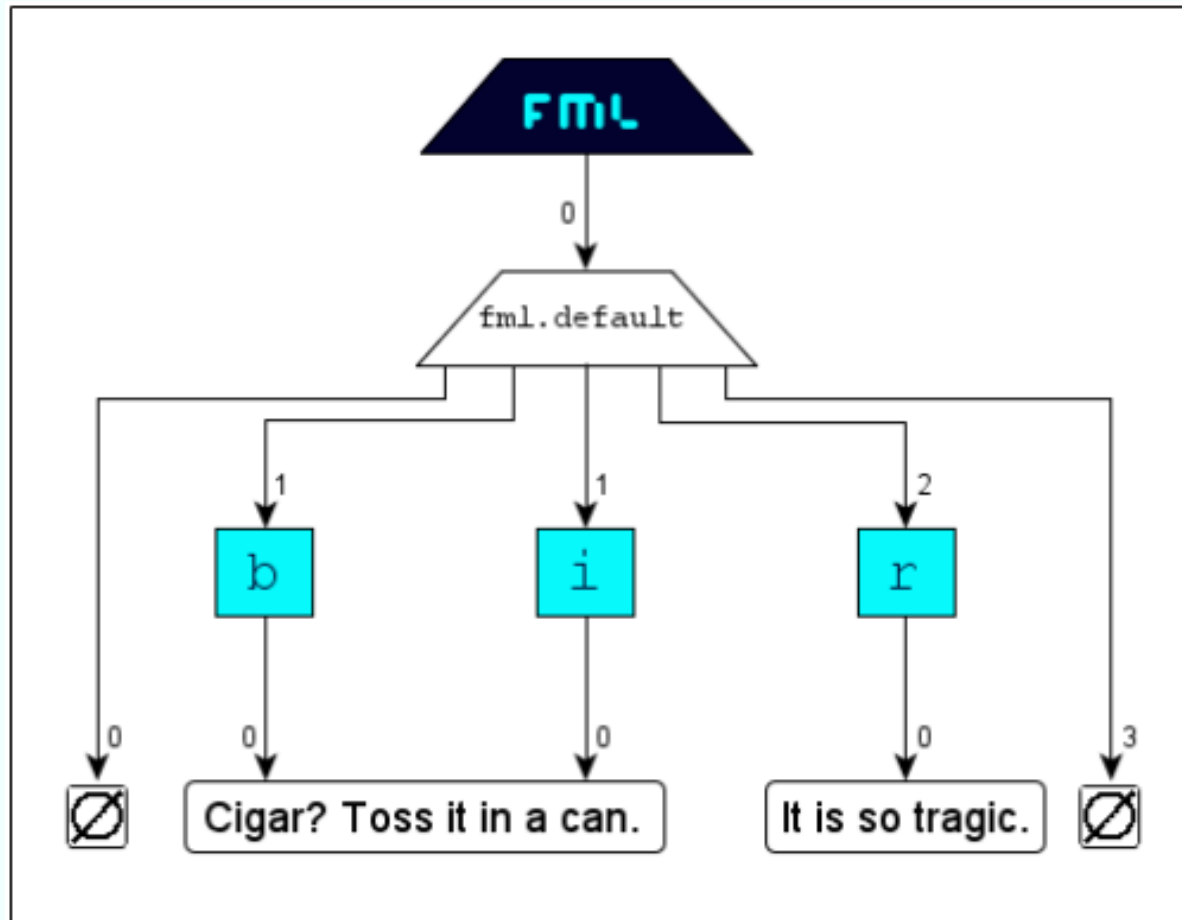 FML
0
fml.default
1
1
2
b
i
r
0
0
0
0
3
Ø
Cigar? Toss it in a can.
It is so tragic.
Ø